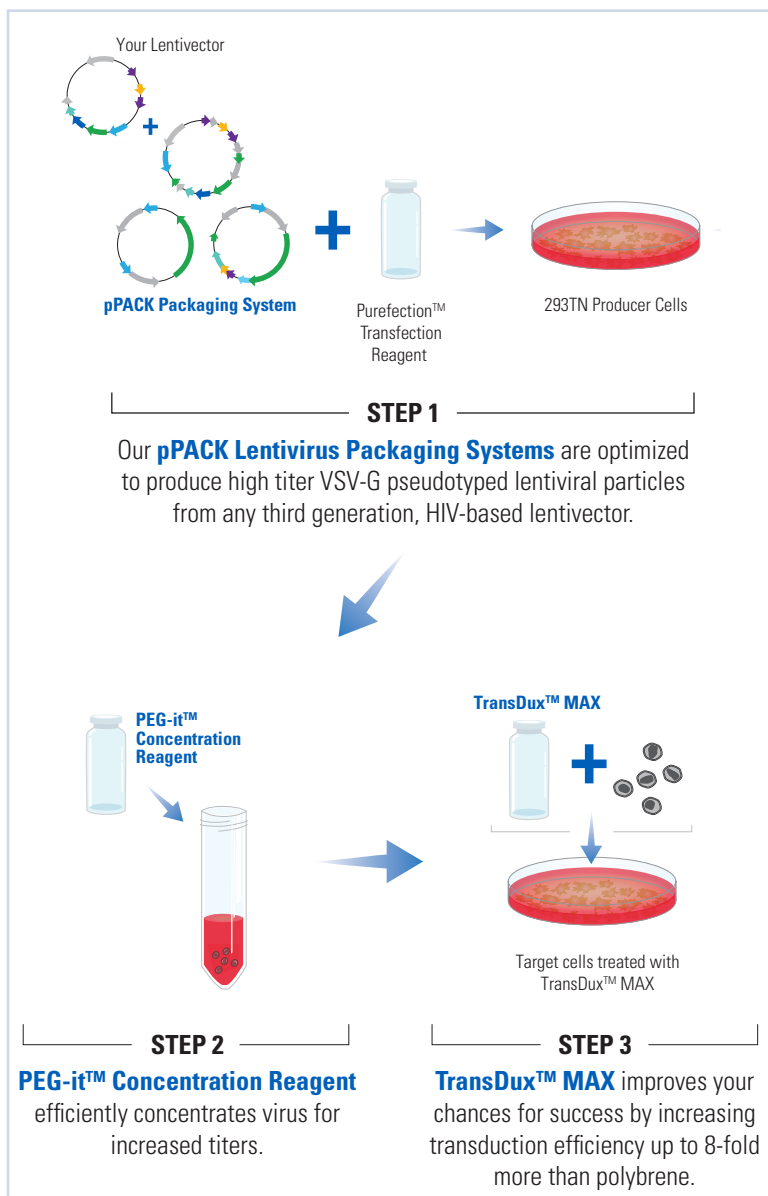 Your Lentivector
pPACK Packaging System
Purefection™
Transfection
Reagent
293TN Producer Cells
STEP 1
Our pPACK Lentivirus Packaging Systems are optimized
to produce high titer VSV-G pseudotyped lentiviral particles
from any third generation, HIV-based lentivector.
PEG-it™
Concentration
Reagent
TransDux™ MAX
Target cells treated with
TransDux™ MAX
STEP 2
PEG-it™ Concentration Reagent
efficiently concentrates virus for
increased titers.
STEP 3
TransDux™ MAX improves your
chances for success by increasing
transduction efficiency up to 8-fold
more than polybrene.